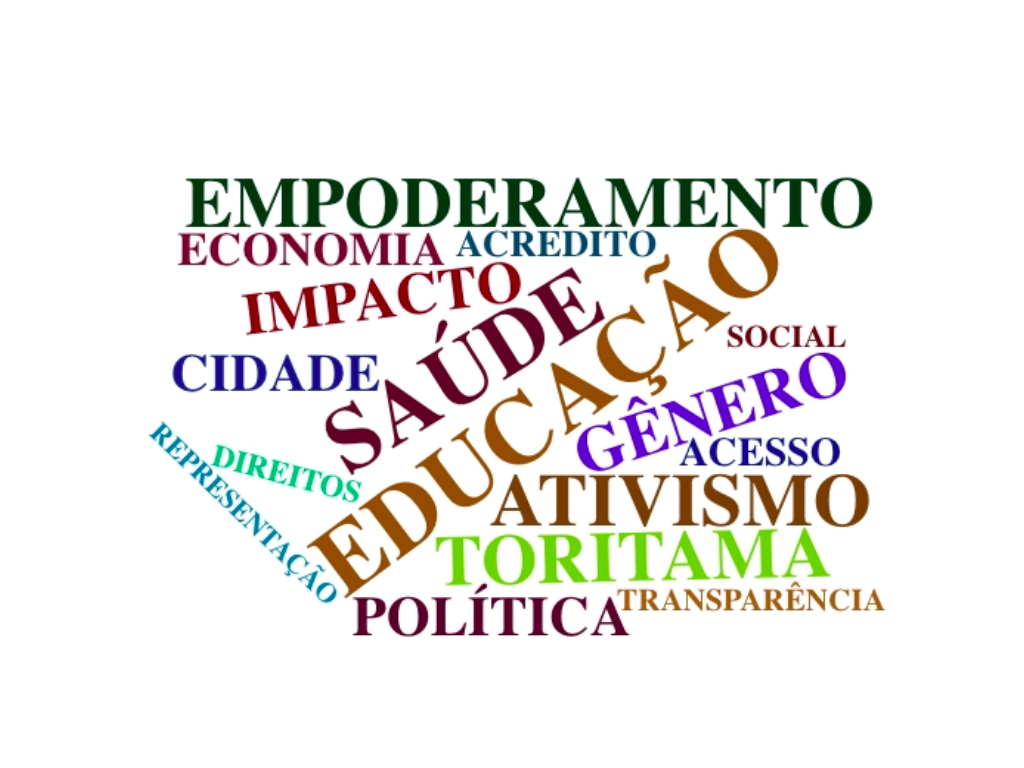 EMPODERAMENTO
ECONOMIA
ACREDITO
IMPACTO
SAÚDE
EDUCAÇÃO
SOCIAL
CIDADE
GÊNERO
REPRESENTAÇÃO
DIREITOS
ACESSO
ATIVISMO
TORITAMA
POLÍTICA
TRANSPARÊNCIA